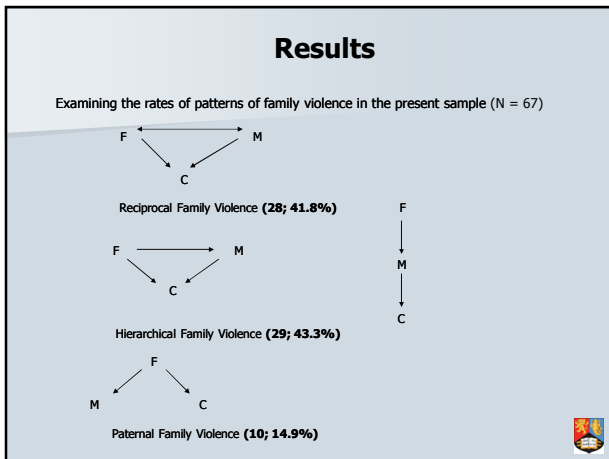 Results
Examining the rates of patterns of family violence in the present sample (N = 67)
F M
C
Reciprocal Family Violence (28; 41.8%)
F
M
C
F M
C
Hierarchical Family Violence (29; 43.3%)
F
M C
Paternal Family Violence (10; 14.9%)